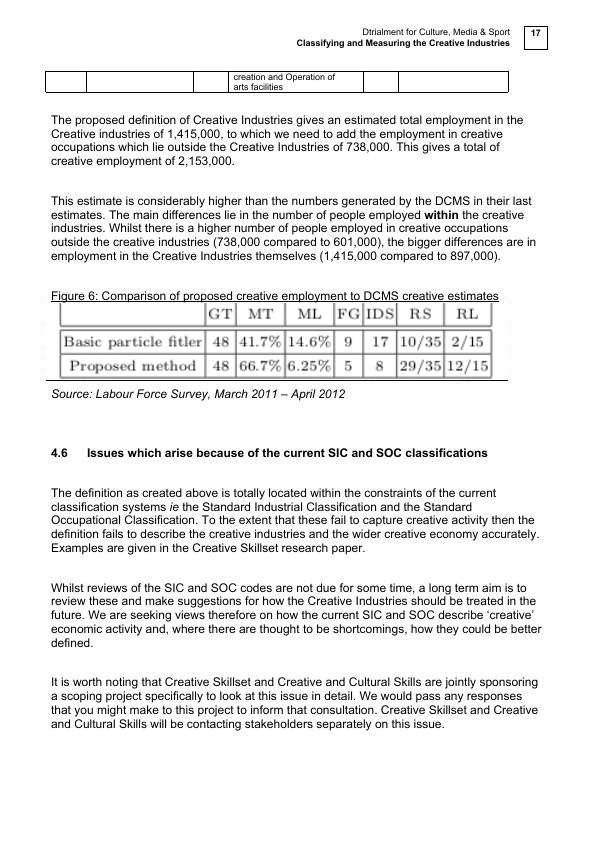 Dtrialment for Culture, Media & Sport
Classifying and Measuring the Creative Industries
17
creation and Operation of
arts facilities
The proposed definition of Creative Industries gives an estimated total employment in the
Creative industries of 1,415,000, to which we need to add the employment in creative
occupations which lie outside the Creative Industries of 738,000. This gives a total of
creative employment of 2,153,000.
This estimate is considerably higher than the numbers generated by the DCMS in their last
estimates. The main differences lie in the number of people employed within the creative
industries. Whilst there is a higher number of people employed in creative occupations
outside the creative industries (738,000 compared to 601,000), the bigger differences are in
employment in the Creative Industries themselves (1,415,000 compared to 897,000).
Figure 6: Comparison of proposed creative employment to DCMS creative estimates
GT MT ML FG IDS RS RL
Basic particle fitler 48 41.7% 14.6% 9 17 10/35 2/15
Proposed method 48 66.7% 6.25% 5 8 29/35 12/15
Source: Labour Force Survey, March 2011 – April 2012
4.6 Issues which arise because of the current SIC and SOC classifications
The definition as created above is totally located within the constraints of the current
classification systems ie the Standard Industrial Classification and the Standard
Occupational Classification. To the extent that these fail to capture creative activity then the
definition fails to describe the creative industries and the wider creative economy accurately.
Examples are given in the Creative Skillset research paper.
Whilst reviews of the SIC and SOC codes are not due for some time, a long term aim is to
review these and make suggestions for how the Creative Industries should be treated in the
future. We are seeking views therefore on how the current SIC and SOC describe ‘creative’
economic activity and, where there are thought to be shortcomings, how they could be better
defined.
It is worth noting that Creative Skillset and Creative and Cultural Skills are jointly sponsoring
a scoping project specifically to look at this issue in detail. We would pass any responses
that you might make to this project to inform that consultation. Creative Skillset and Creative
and Cultural Skills will be contacting stakeholders separately on this issue.